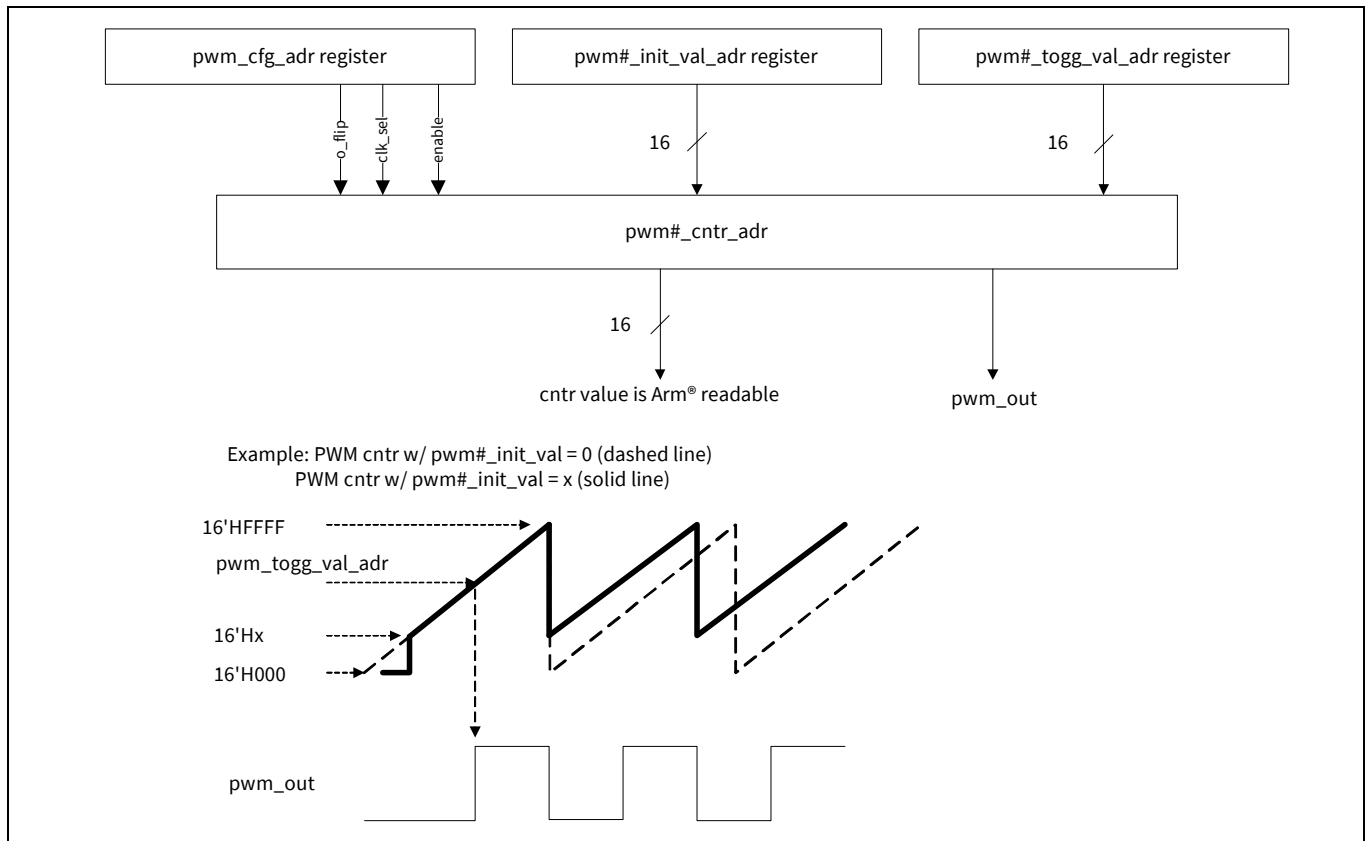 pwm_cfg_adr register
pwm#_init_val_adr register
pwm#_togg_val_adr register
o_flip
clk_sel
enable
16
16
pwm#_cntr_adr
16
cntr value is Arm® readable
pwm_out
Example: PWM cntr w/ pwm#_init_val = 0 (dashed line)
PWM cntr w/ pwm#_init_val = x (solid line)
16'HFFFF
pwm_togg_val_adr
16'Hx
16'H000
pwm_out